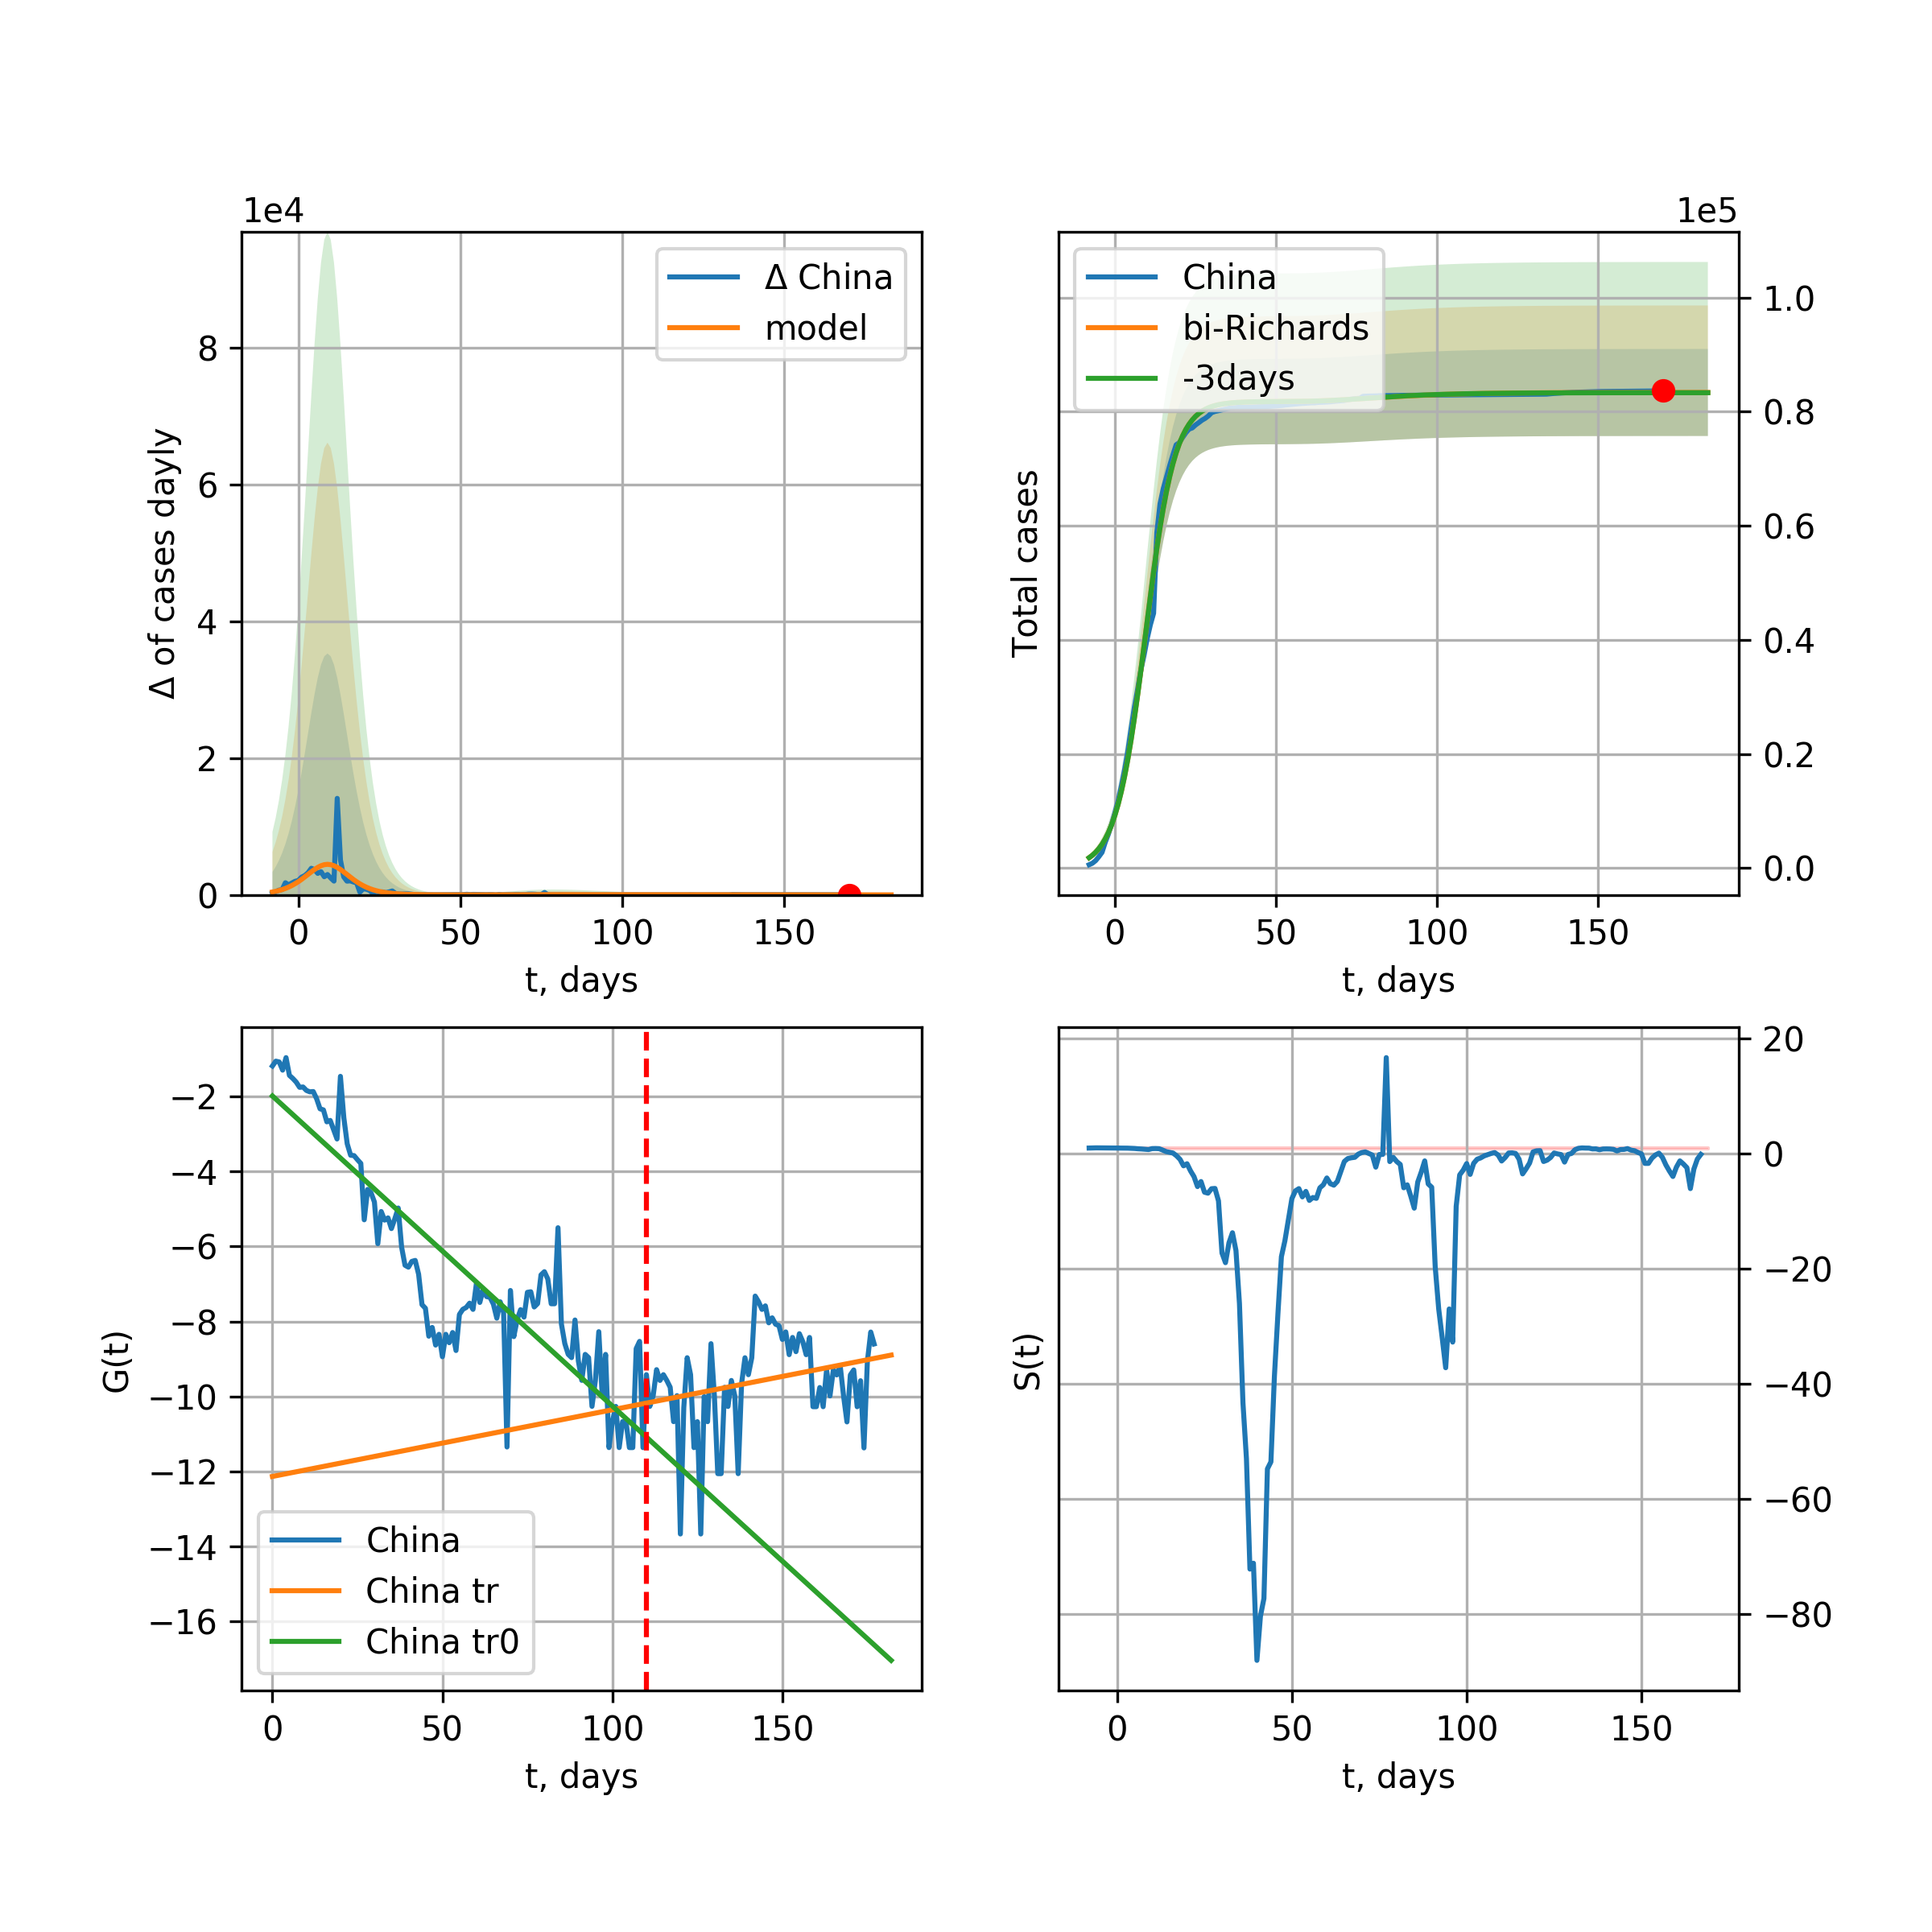 1e4
Δ of cases dayly
8
6
4
2
0
0 50 100 150
t, days
Δ China
model
1e5
Total cases
1.0
0.8
0.6
0.4
0.2
0.0
0 50 100 150
t, days
China
bi-Richards
-3days
G(t)
−2
−4
−6
−8
−10
−12
−14
−16
0 50 100 150
t, days
China
China tr
China tr0
S(t)
20
0
−20
−40
−60
−80
0 50 100 150
t, days